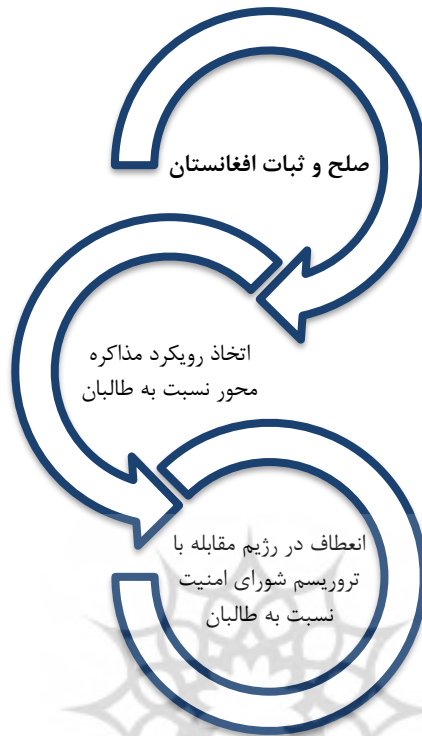 صلح و ثبات افغانستان
اتخاذ رویکرد مذاکره
محور نسبت به طالبان
انعطاف در رژیم مقابله با
تروریسم شورای امنیت
نسبت به طالبان